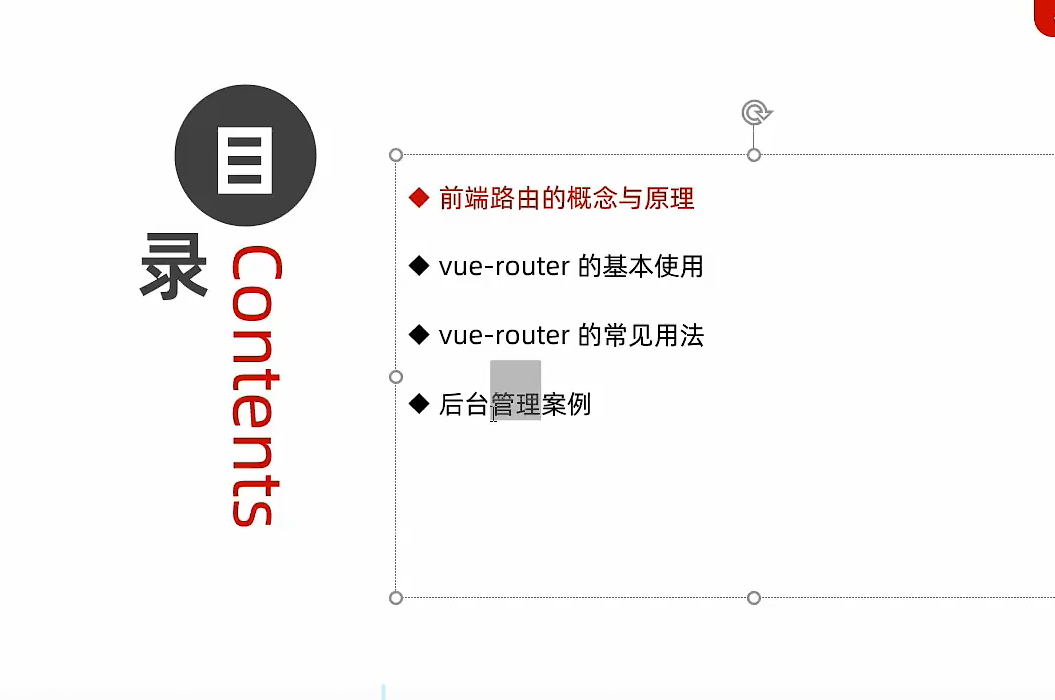 目录
Contents
前端路由的概念与原理
vue-router 的基本使用
vue-router 的常见用法
后台管理案例